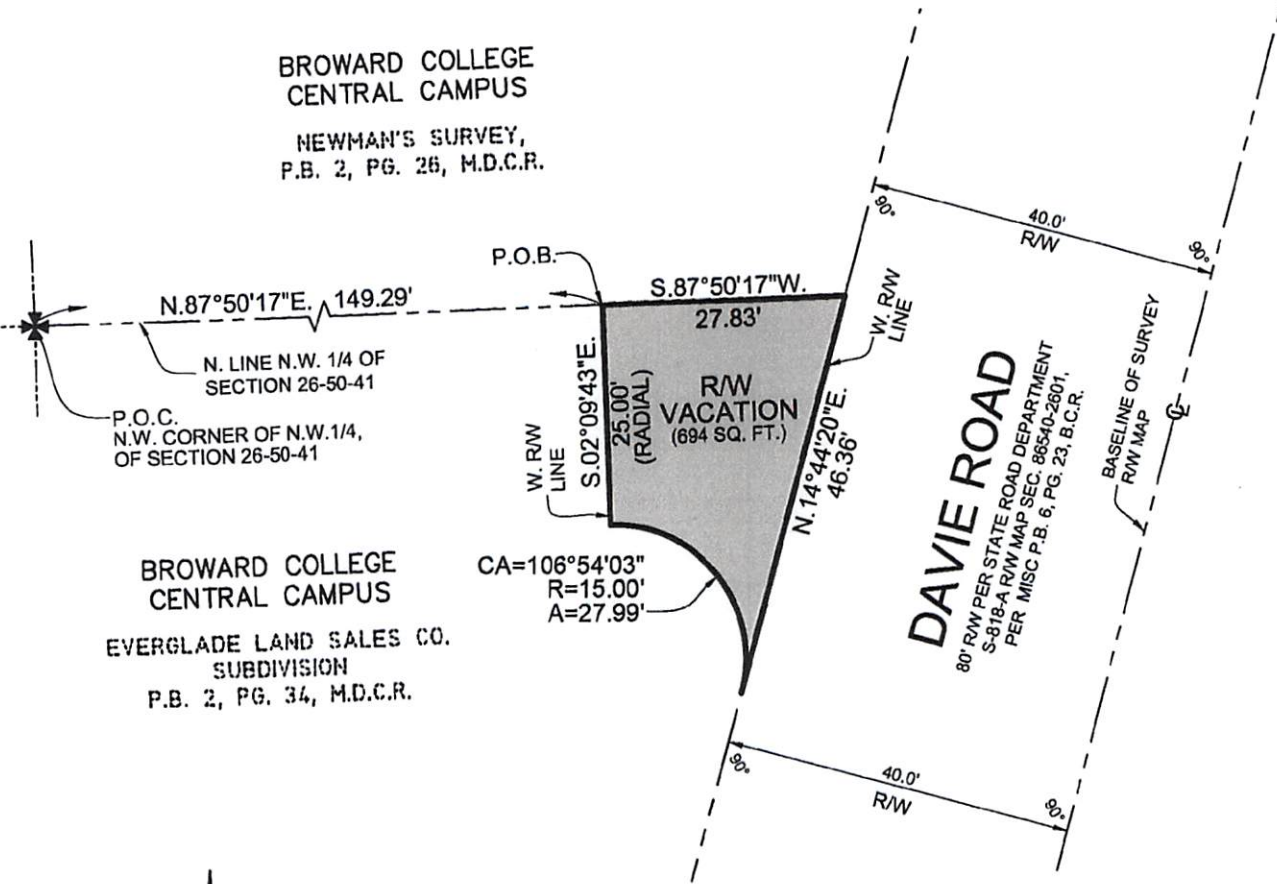 BROWARD COLLEGE
CENTRAL CAMPUS
NEWMAN'S SURVEY,
P.B. 2, PG. 26, M.D.C.R.
90°
40.0'
R/W
90°
P.O.B.
N.87°50'17"E. 149.29'
S.87°50'17"W.
27.83'
W. R/W
LINE
N. LINE N.W. 1/4 OF
SECTION 26-50-41
P.O.C.
N.W. CORNER OF N.W.1/4,
OF SECTION 26-50-41
W. R/W
LINE
S.02°09'43"E.
25.00'
(RADIAL)
R/W
VACATION
(694 SQ. FT.)
N.14°44'20"E.
46.36'
DAVIE ROAD
80' R/W PER STATE ROAD DEPARTMENT
S-818-A R/W MAP SEC. 86540-2601,
PER MISC P.B. 6, PG. 23, B.C.R.
BASELINE OF SURVEY
R/W MAP
CL
CA=106°54'03"
R=15.00'
A=27.99'
BROWARD COLLEGE
CENTRAL CAMPUS
EVERGLADE LAND SALES CO.
SUBDIVISION
P.B. 2, PG. 34, M.D.C.R.
90°
40.0'
R/W
90°